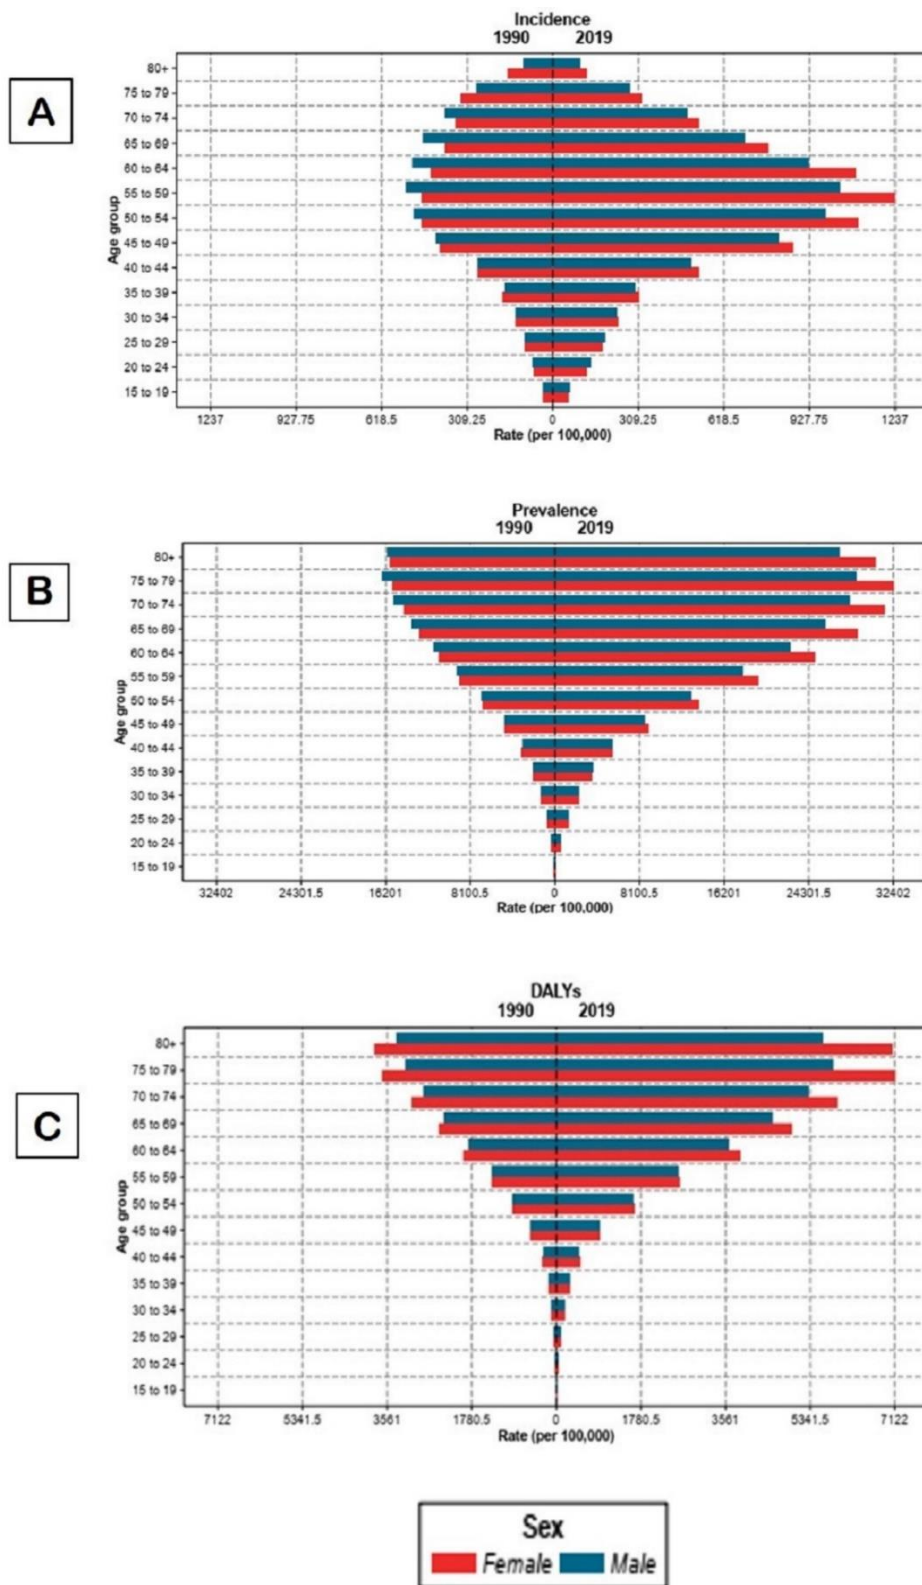 Incidence
1990 2019
A
Age group
80+
75 to 79
70 to 74
65 to 69
60 to 64
55 to 59
50 to 54
45 to 49
40 to 44
35 to 39
30 to 34
25 to 29
20 to 24
15 to 19
1237 927.75 618.5 309.25 0 309.25 618.5 927.75 1237
Rate (per 100,000)
Prevalence
1990 2019
B
Age group
80+
75 to 79
70 to 74
65 to 69
60 to 64
55 to 59
50 to 54
45 to 49
40 to 44
35 to 39
30 to 34
25 to 29
20 to 24
15 to 19
32402 24301.5 16201 8100.5 0 8100.5 16201 24301.5 32402
Rate (per 100,000)
DALYs
1990 2019
C
Age group
80+
75 to 79
70 to 74
65 to 69
60 to 64
55 to 59
50 to 54
45 to 49
40 to 44
35 to 39
30 to 34
25 to 29
20 to 24
15 to 19
7122 5341.5 3561 1780.5 0 1780.5 3561 5341.5 7122
Rate (per 100,000)
Sex
Female Male